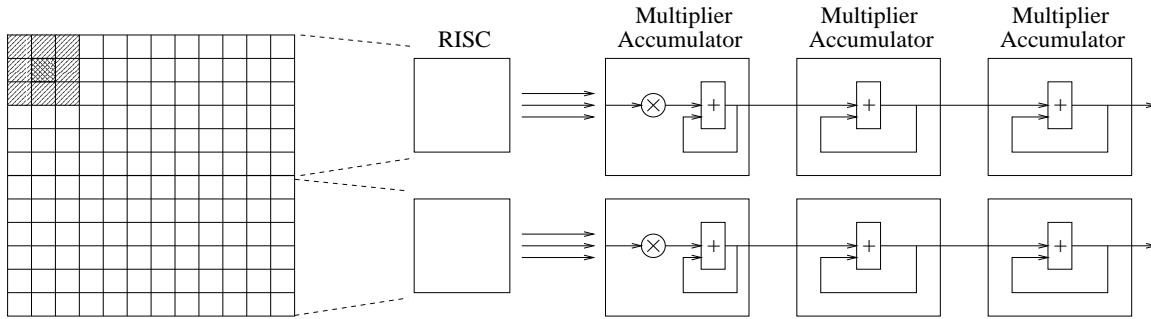 Multiplier Multiplier Multiplier
RISC Accumulator Accumulator Accumulator
× + + +
× + + +